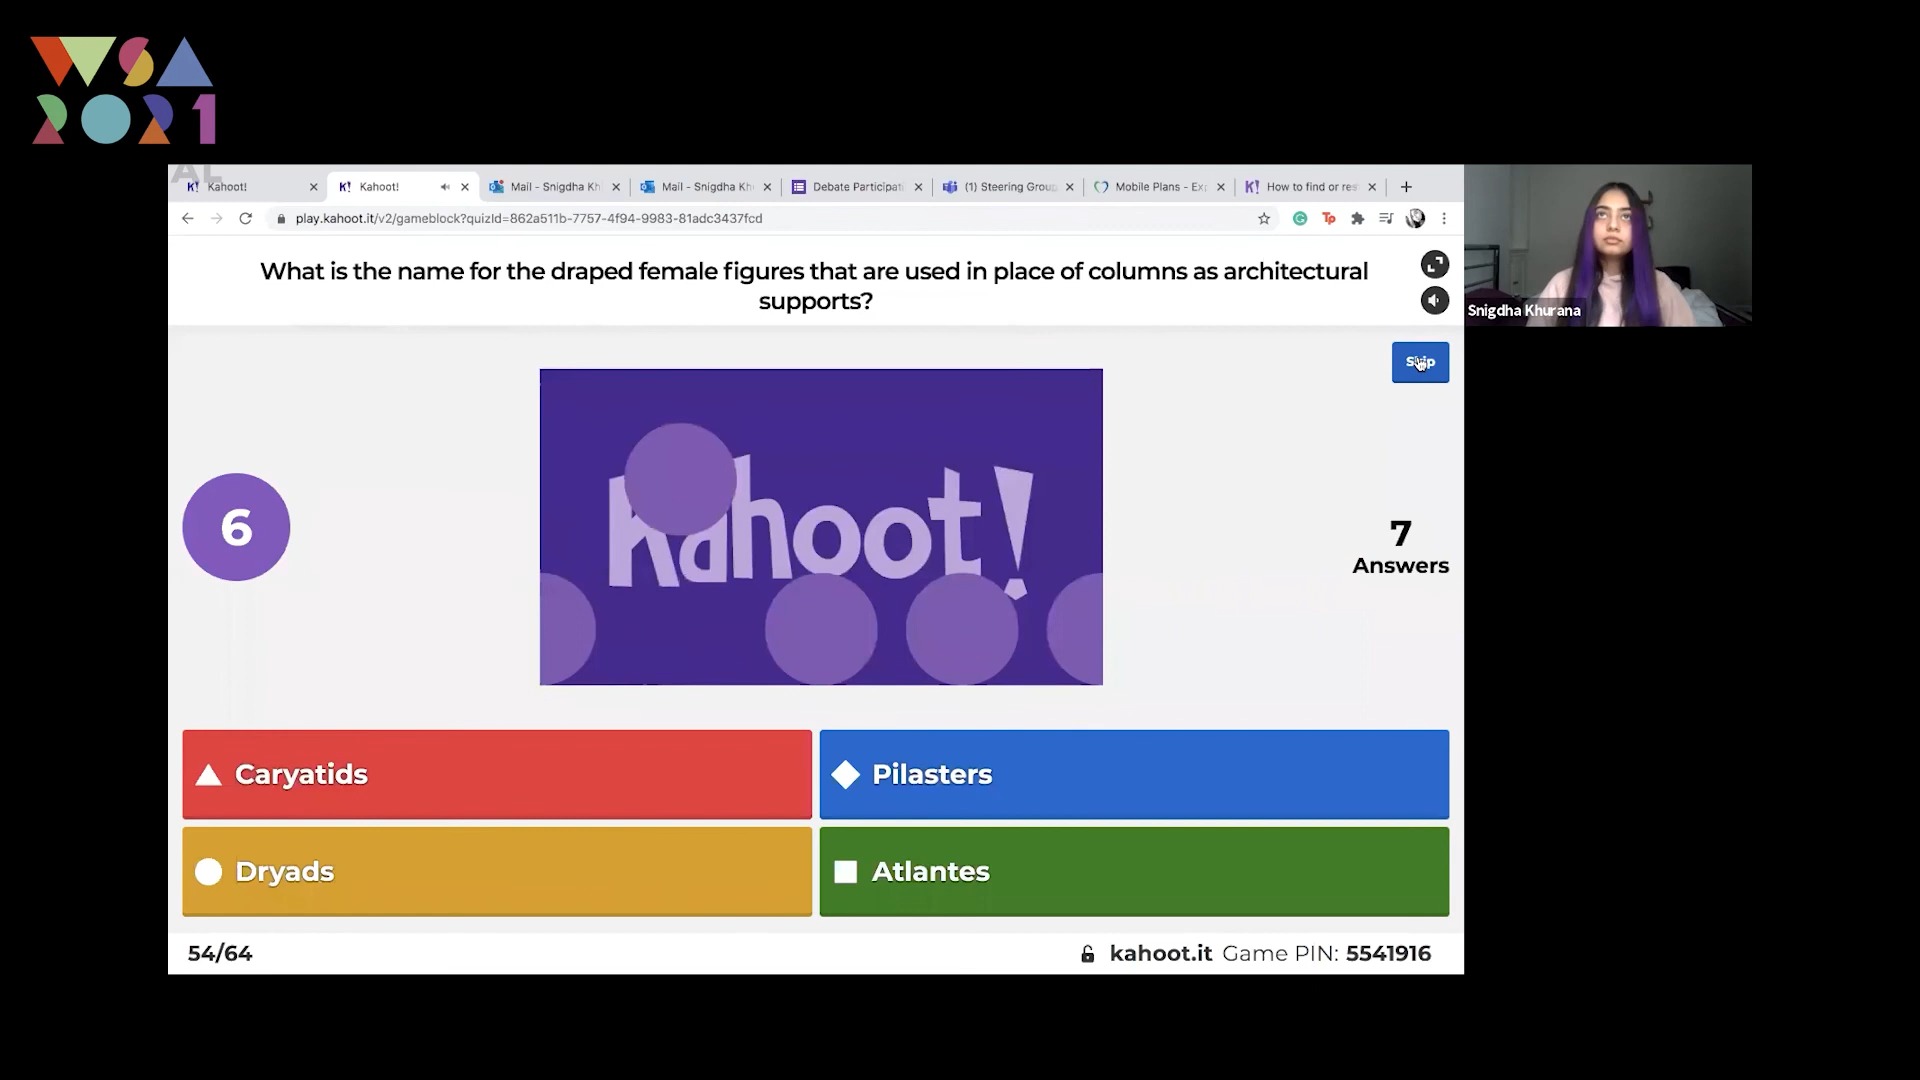 WSA
2021
AL
Kahoot!
Kahoot!
Mail - Snigdha Kh
Mail - Snigdha Kh
Debate Participat
(1) Steering Group
Mobile Plans - Ex
How to find or res
play.kahoot.it/v2/gameblock?quizId=862a511b-7757-4f94-9983-81adc3437fcd
What is the name for the draped female figures that are used in place of columns as architectural
supports?
Snigdha Khurana
Skip
Kahoot!
6
7
Answers
Caryatids
Pilasters
Dryads
Atlantes
54/64
kahoot.it Game PIN: 5541916